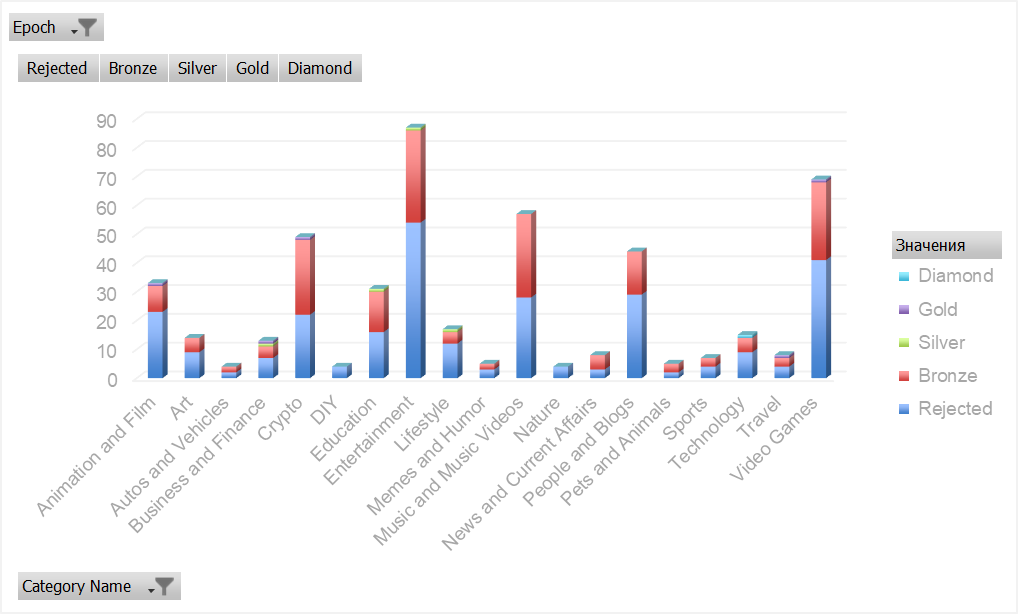 Epoch
Rejected Bronze Silver Gold Diamond
90
80
70
60
50
40
30
20
10
0
Animation and Film
Art
Autos and Vehicles
Business and Finance
Crypto
DIY
Education
Entertainment
Lifestyle
Memes and Humor
Music and Music Videos
Nature
News and Current Affairs
People and Blogs
Pets and Animals
Sports
Technology
Travel
Video Games
Значения
Diamond
Gold
Silver
Bronze
Rejected
Category Name